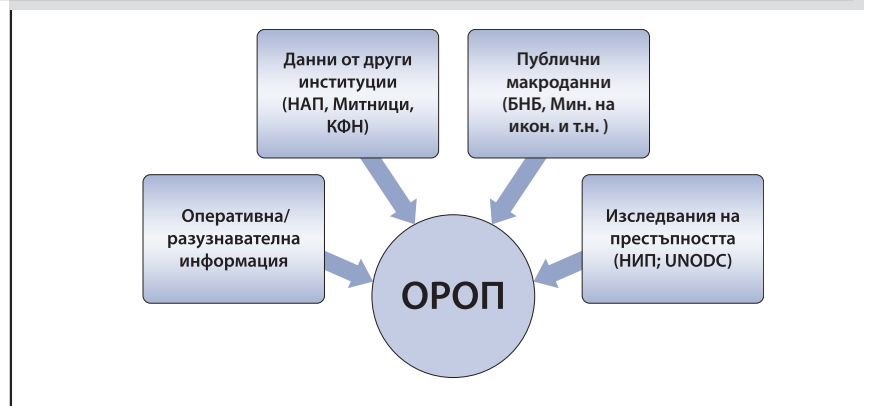 Данни от други
институции
(НАП, Митници,
КФН)
Публични
макроданни
(БНБ, Мин. на
икон. и т.н. )
Оперативна/
разузнавателна
информация
Изследвания на
престъпността
(НИП; UNODC)
ОРОП